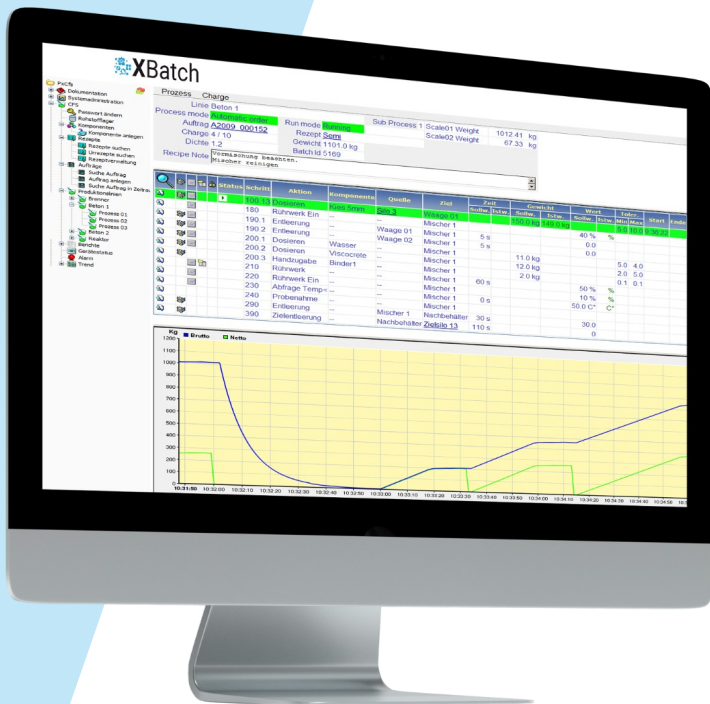 XBatch
PxCfs
Dokumentation
Systemadministration
CFS
Passwort ändern
Rohstofflager
Komponenten
Komponente anlegen
Rezepte
Rezepte suchen
Urrezepte suchen
Rezeptverwaltung
Aufträge
Suche Auftrag
Auftrag anlegen
Suche Auftrag in Zeitrau
Produktionslinien
Brenner
Beton 1
Prozess 01
Prozess 02
Prozess 03
Beton 2
Reaktor
Berichte
Gerätestatus
Alarm
Trend
Prozess Charge
Linie Beton 1
Process mode Automatic order Run mode Running Sub Process 1 Scale01 Weight 1012.41 kg
Auftrag A2009_000152 Rezept Semi Scale02 Weight 67.33 kg
Charge 4 / 10 Gewicht 1101.0 kg
Dichte 1.2 Batch Id 5169
Recipe Note Vormischung beachten.
Mischer reinigen
Status Schritt Aktion Komponente Quelle Ziel Zeit Gewicht Wert Toler. Start Ende
Sollw. Istw. Sollw. Istw. Sollw. Istw. Min Max
100.13 Dosieren Kies 5mm Silo 3 Waage 01 150.0 kg 149.0 kg 5.0 10.0 9:36:22
180 Rührwerk Ein -- -- Mischer 1 5 s 40 % %
190.1 Entleerung -- Waage 01 Mischer 1 5 s 0.0
190.2 Entleerung -- Waage 02 Mischer 1 0.0
200.1 Dosieren Wasser -- Mischer 1 11.0 kg 5.0 4.0
200.2 Dosieren Viscocrete -- Mischer 1 12.0 kg 2.0 5.0
200.3 Handzugabe Binder1 -- Mischer 1 2.0 kg 0.1 0.1
210 Rührwerk -- -- Mischer 1 60 s 50 % %
220 Rührwerk Ein -- -- Mischer 1 10 % %
230 Abfrage Temp< -- -- Mischer 1 0 s 50.0 C° C°
240 Probenahme -- -- Mischer 1
290 Entleerung -- Mischer 1 Nachbehälter 30 s 30.0
390 Zielentleerung -- Nachbehälter Zielsilo 13 110 s 0
Kg Brutto Netto
1200
1100
1000
900
800
700
600
500
400
300
200
100
0
10:31:50 10:32:00 10:32:10 10:32:20 10:32:30 10:32:40 10:32:50 10:33:00 10:33:10 10:33:20 10:33:30 10:33:40 10:33:50 10:34:00 10:34:10 10:34:20 10:34:30 10:34:40 10:34:50